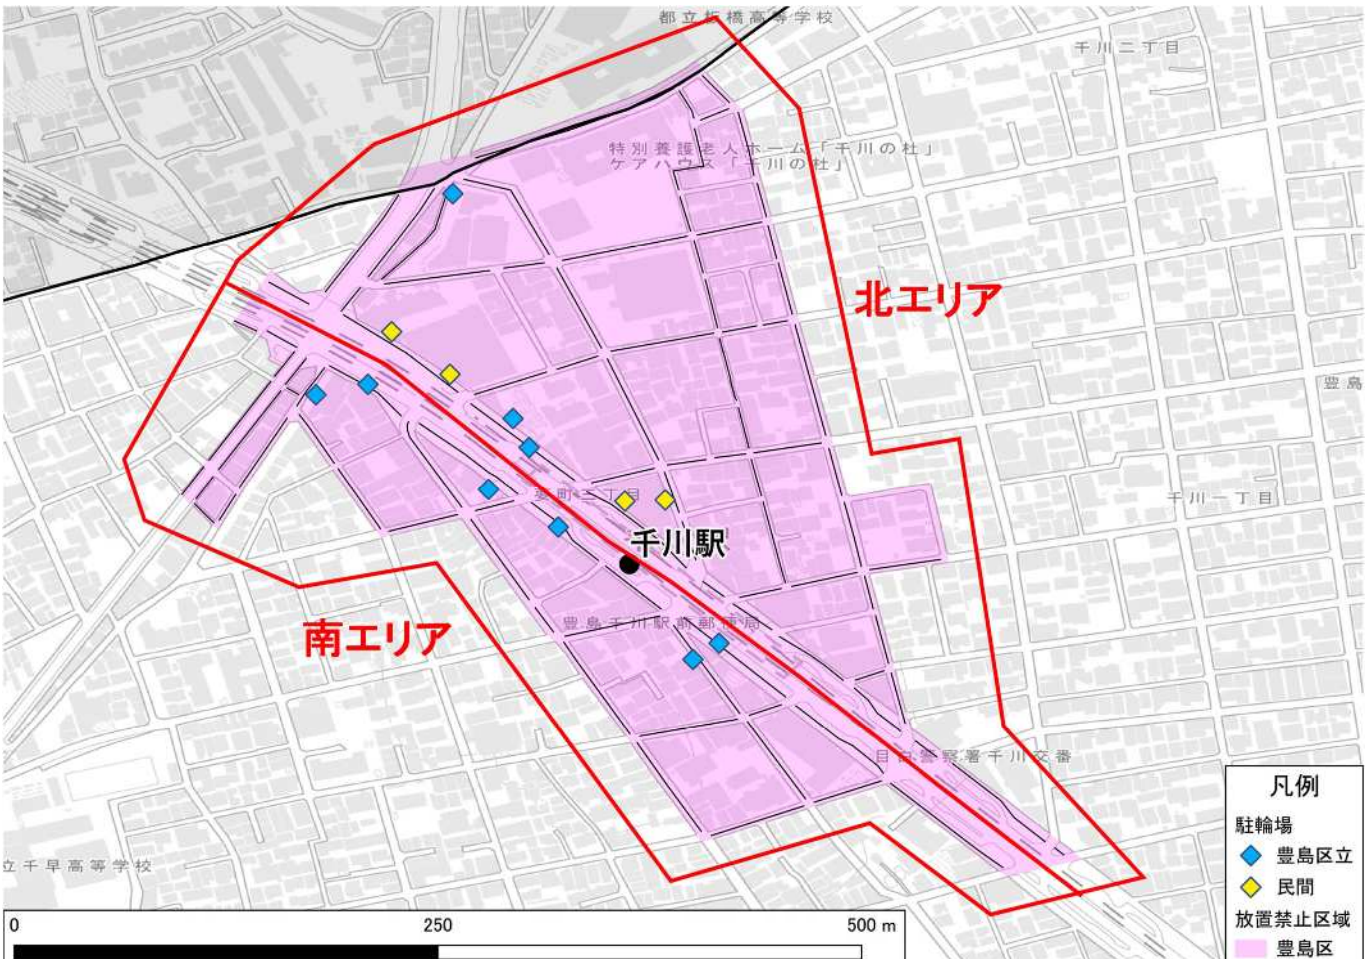 都立板橋高等学校
千川二丁目
特別養護老人ホーム「千川の杜」
ケアハウス「千川の杜」
北エリア
豊島
要町三丁目
千川一丁目
千川駅
豊島千川駅前郵便局
南エリア
目白警察署千川交番
立千早高等学校
凡例
駐輪場
豊島区立
民間
放置禁止区域
豊島区
0
250
500 m